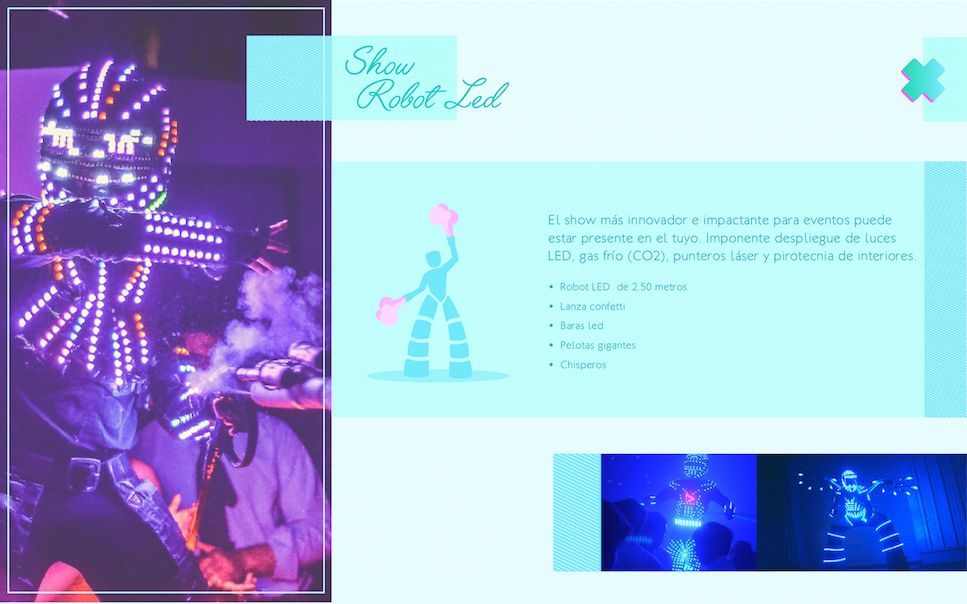 Show
Robot Led
El show más innovador e impactante para eventos puede
estar presente en el tuyo. Imponente despliegue de luces
LED, gas frío (CO2), punteros láser y pirotecnia de interiores.
• Robot LED de 2.50 metros
• Lanza confetti
• Baras led
• Pelotas gigantes
• Chisperos